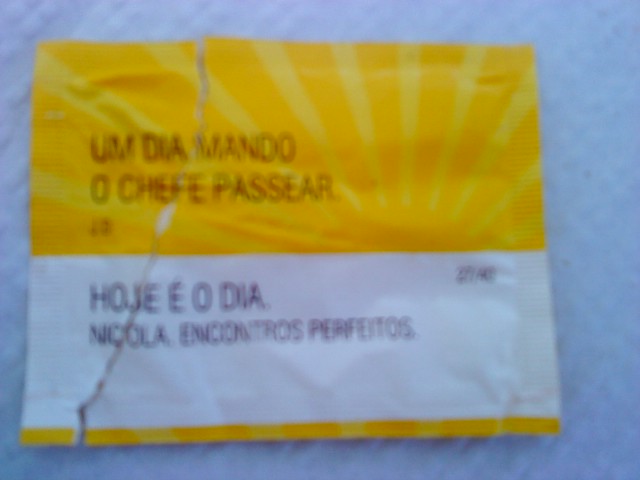 UM DIA MANDO
O CHEFE PASSEAR.
J.B.
HOJE É O DIA.
NICOLA. ENCONTROS PERFEITOS.
27/40